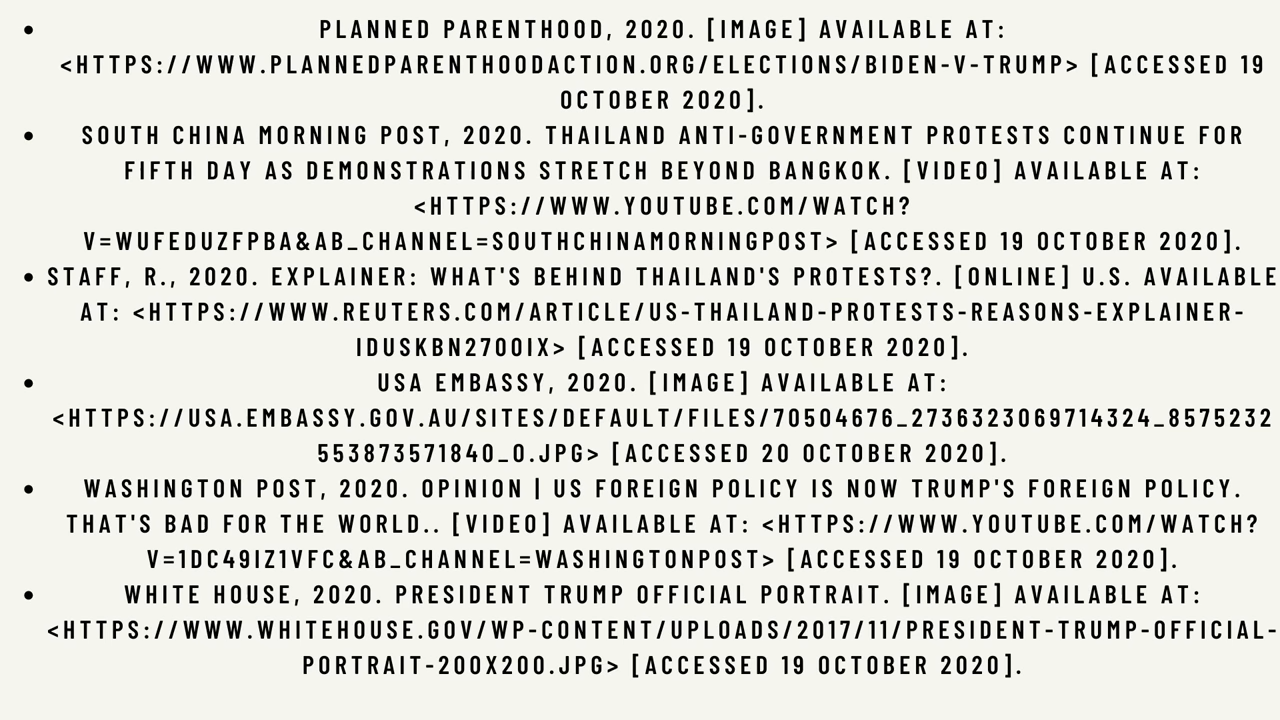 • PLANNED PARENTHOOD, 2020. [IMAGE] AVAILABLE AT:
<HTTPS://WWW.PLANNEDPARENTHOODACTION.ORG/ELECTIONS/BIDEN-V-TRUMP> [ACCESSED 19
OCTOBER 2020].
• SOUTH CHINA MORNING POST, 2020. THAILAND ANTI-GOVERNMENT PROTESTS CONTINUE FOR
FIFTH DAY AS DEMONSTRATIONS STRETCH BEYOND BANGKOK. [VIDEO] AVAILABLE AT:
<HTTPS://WWW.YOUTUBE.COM/WATCH?
V=WUFEDUZFPBA&AB_CHANNEL=SOUTHCHINAMORNINGPOST> [ACCESSED 19 OCTOBER 2020].
• STAFF, R., 2020. EXPLAINER: WHAT'S BEHIND THAILAND'S PROTESTS?. [ONLINE] U.S. AVAILABLE
AT: <HTTPS://WWW.REUTERS.COM/ARTICLE/US-THAILAND-PROTESTS-REASONS-EXPLAINER-
IDUSKBN2700IX> [ACCESSED 19 OCTOBER 2020].
• USA EMBASSY, 2020. [IMAGE] AVAILABLE AT:
<HTTPS://USA.EMBASSY.GOV.AU/SITES/DEFAULT/FILES/70504676_2736323069714324_8575232
553873571840_0.JPG> [ACCESSED 20 OCTOBER 2020].
• WASHINGTON POST, 2020. OPINION | US FOREIGN POLICY IS NOW TRUMP'S FOREIGN POLICY.
THAT'S BAD FOR THE WORLD.. [VIDEO] AVAILABLE AT: <HTTPS://WWW.YOUTUBE.COM/WATCH?
V=1DC49IZ1VFC&AB_CHANNEL=WASHINGTONPOST> [ACCESSED 19 OCTOBER 2020].
• WHITE HOUSE, 2020. PRESIDENT TRUMP OFFICIAL PORTRAIT. [IMAGE] AVAILABLE AT:
<HTTPS://WWW.WHITEHOUSE.GOV/WP-CONTENT/UPLOADS/2017/11/PRESIDENT-TRUMP-OFFICIAL-
PORTRAIT-200X200.JPG> [ACCESSED 19 OCTOBER 2020].